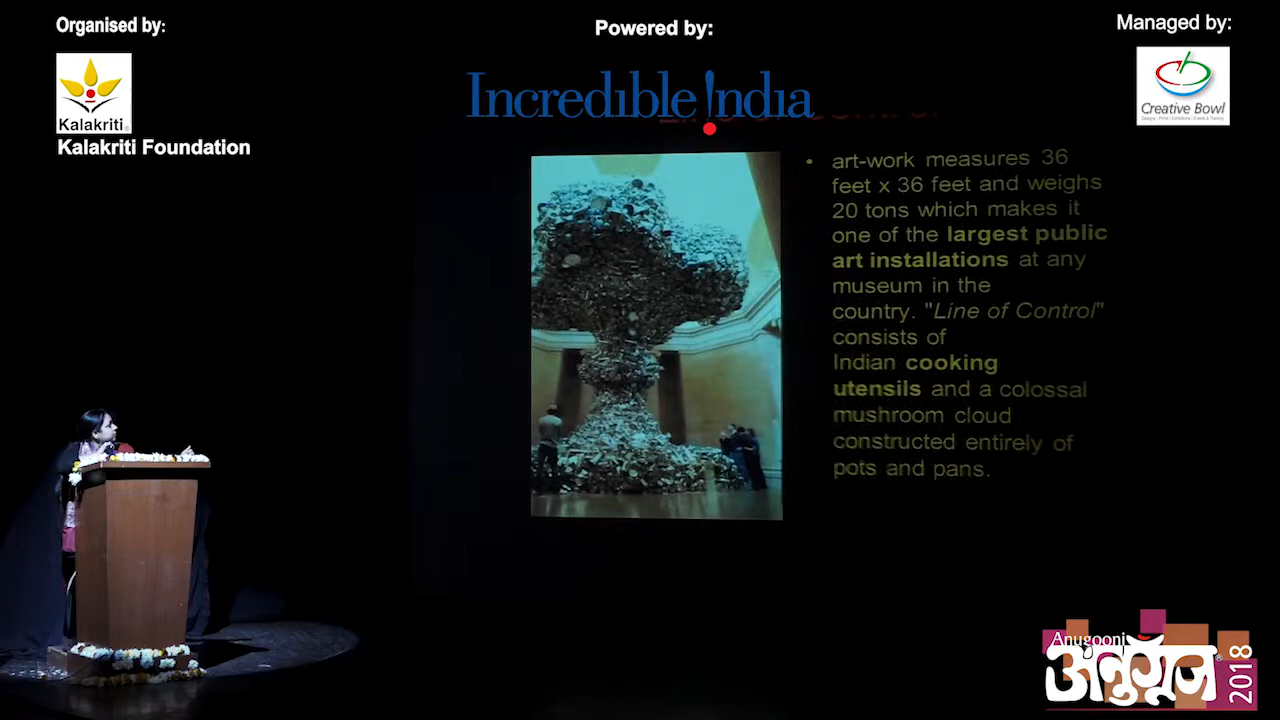 Organised by:
Kalakriti
Kalakriti Foundation
Powered by:
Incredıble !ndıa
Managed by:
Creative Bowl
• art-work measures 36
feet x 36 feet and weighs
20 tons which makes it
one of the largest public
art installations at any
museum in the
country. "Line of Control"
consists of
Indian cooking
utensils and a colossal
mushroom cloud
constructed entirely of
pots and pans.
Anugoonj
अनुगूँज
2018